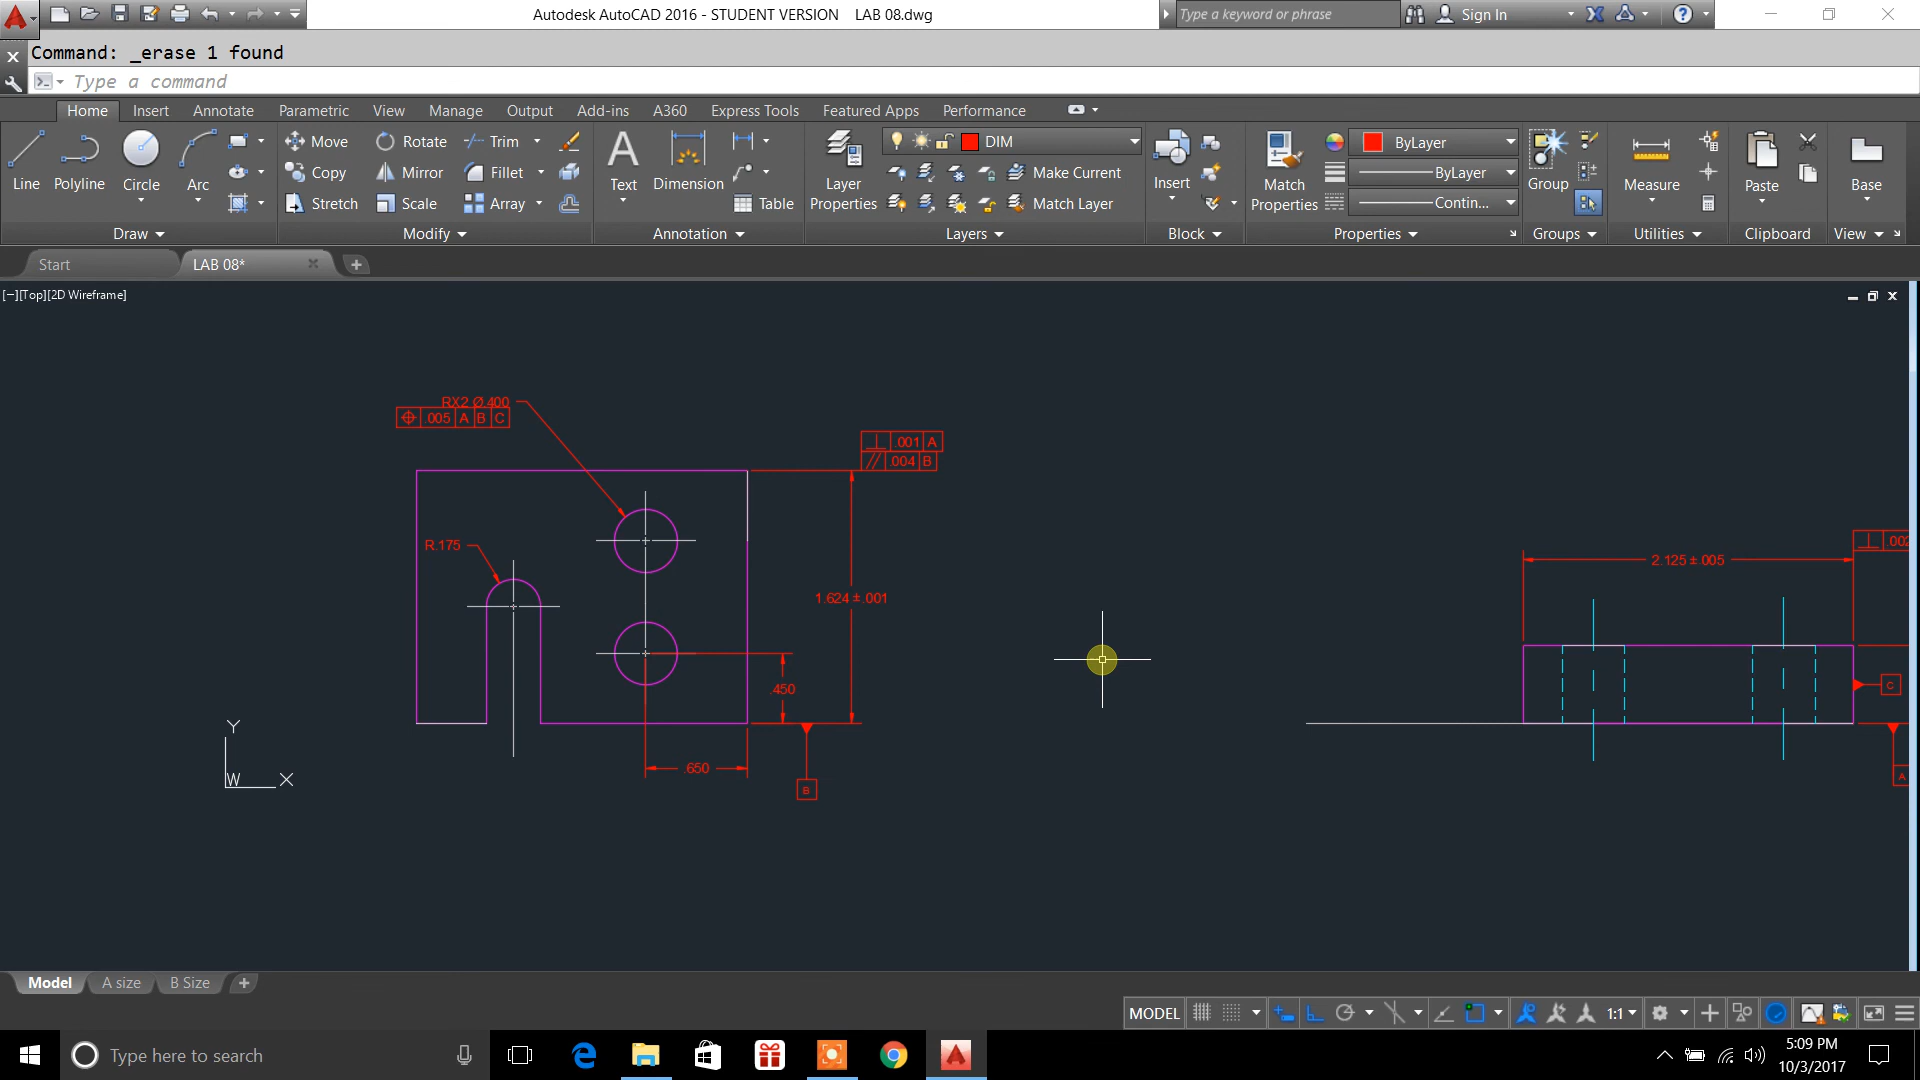 Autodesk AutoCAD 2016 - STUDENT VERSION LAB 08.dwg
Type a keyword or phrase
Sign In
Command: _erase 1 found
Type a command
Home Insert Annotate Parametric View Manage Output Add-ins A360 Express Tools Featured Apps Performance
Line Polyline Circle Arc
Move Rotate Trim
Copy Mirror Fillet
Stretch Scale Array
Text Dimension Table
Layer Properties
DIM
Make Current
Match Layer
Insert
Match Properties
ByLayer
ByLayer
Contin...
Group
Measure
Paste
Base
Draw Modify Annotation Layers Block Properties Groups Utilities Clipboard View
Start LAB 08*
[−][Top][2D Wireframe]
RX2 Ø.400
.005 A B C
.001 A
// .004 B
R.175
1.624±.001
.450
.650
B
2.125±.005
.002
C
A
Y
W X
Model A size B Size
MODEL 1:1
Type here to search
5:09 PM
10/3/2017